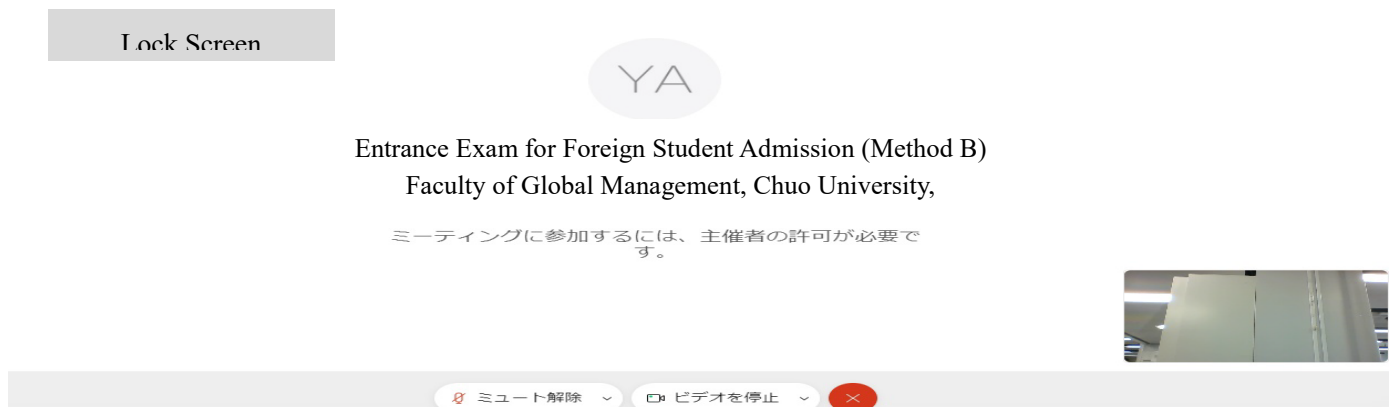 Lock Screen
YA
Entrance Exam for Foreign Student Admission (Method B)
Faculty of Global Management, Chuo University,
ミーティングに参加するには、主催者の許可が必要で
す。
ミュート解除
ビデオを停止